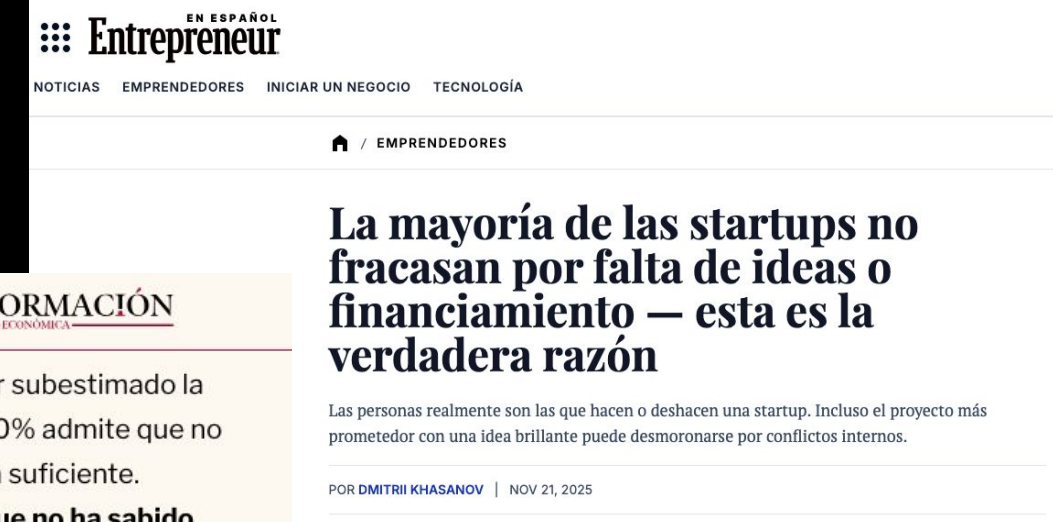 EN ESPAÑOL
Entrepreneur
NOTICIAS EMPRENDEDORES INICIAR UN NEGOCIO TECNOLOGÍA
/ EMPRENDEDORES
La mayoría de las startups no
fracasan por falta de ideas o
financiamiento — esta es la
verdadera razón
Las personas realmente son las que hacen o deshacen una startup. Incluso el proyecto más
prometedor con una idea brillante puede desmoronarse por conflictos internos.
POR DMITRII KHASANOV | NOV 21, 2025
ORMACIÓN
ECONÓMICA
r subestimado la
0% admite que no
suficiente.
ue no ha sabido